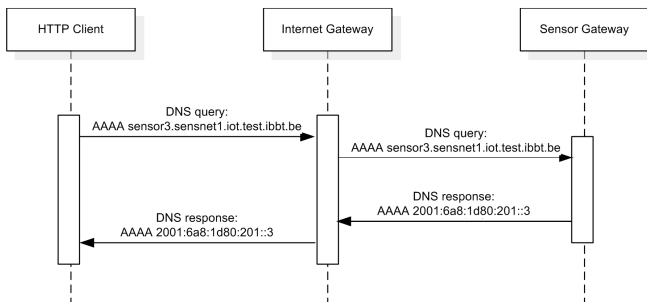 HTTP Client
Internet Gateway
Sensor Gateway
DNS query:
AAAA sensor3.sensnet1.iot.test.ibbt.be
DNS query:
AAAA sensor3.sensnet1.iot.test.ibbt.be
DNS response:
AAAA 2001:6a8:1d80:201::3
DNS response:
AAAA 2001:6a8:1d80:201::3